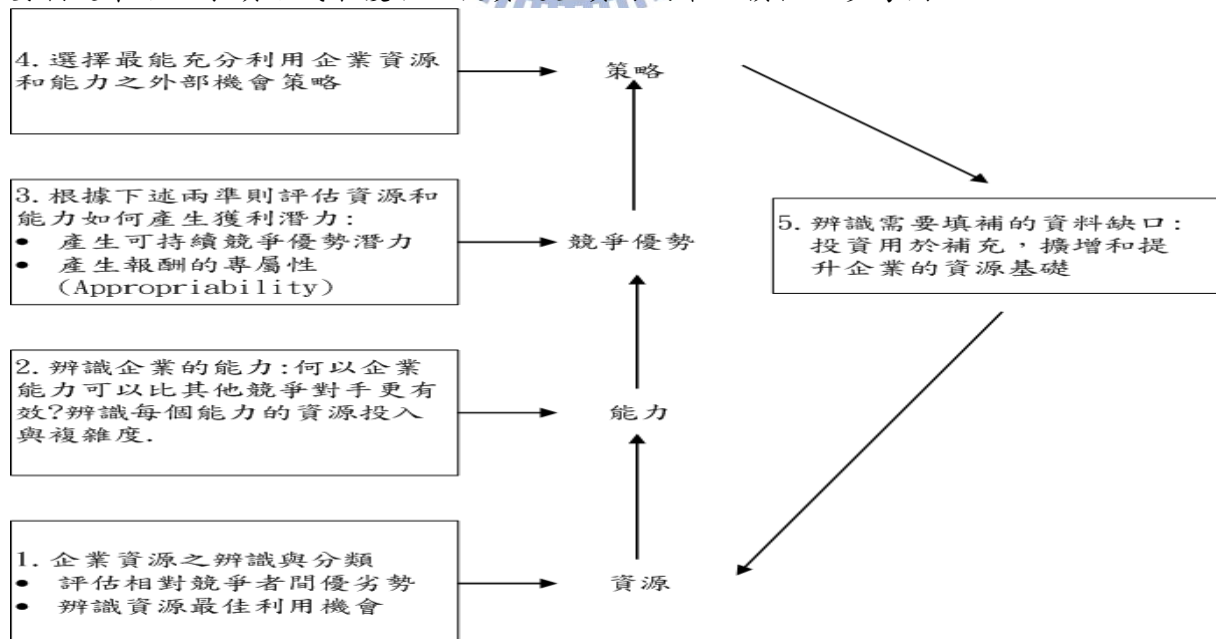 4. 選擇最能充分利用企業資源
和能力之外部機會策略
策略
3. 根據下述兩準則評估資源和
能力如何產生獲利潛力:
• 產生可持續競爭優勢潛力
• 產生報酬的專屬性
(Appropriability)
競爭優勢
5. 辨識需要填補的資料缺口:
投資用於補充，擴增和提
升企業的資源基礎
2. 辨識企業的能力:何以企業
能力可以比其他競爭對手更有
效?辨識每個能力的資源投入
與複雜度.
能力
1. 企業資源之辨識與分類
• 評估相對競爭者間優劣勢
• 辨識資源最佳利用機會
資源